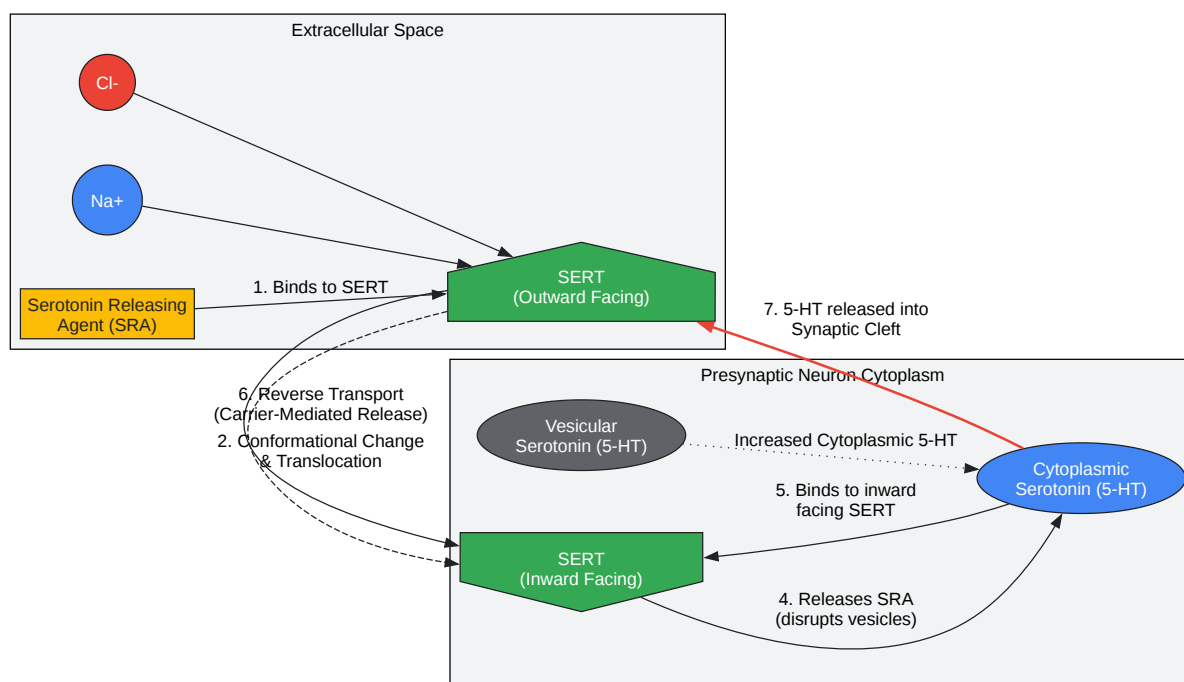 Extracellular Space
Cl-
Na+
SERT
(Outward Facing)
1. Binds to SERT
Serotonin Releasing
Agent (SRA)
7. 5-HT released into
Synaptic Cleft
Presynaptic Neuron Cytoplasm
6. Reverse Transport
(Carrier-Mediated Release)
2. Conformational Change
& Translocation
Vesicular
Serotonin (5-HT)
Increased Cytoplasmic 5-HT
Cytoplasmic
Serotonin (5-HT)
5. Binds to inward
facing SERT
SERT
(Inward Facing)
4. Releases SRA
(disrupts vesicles)